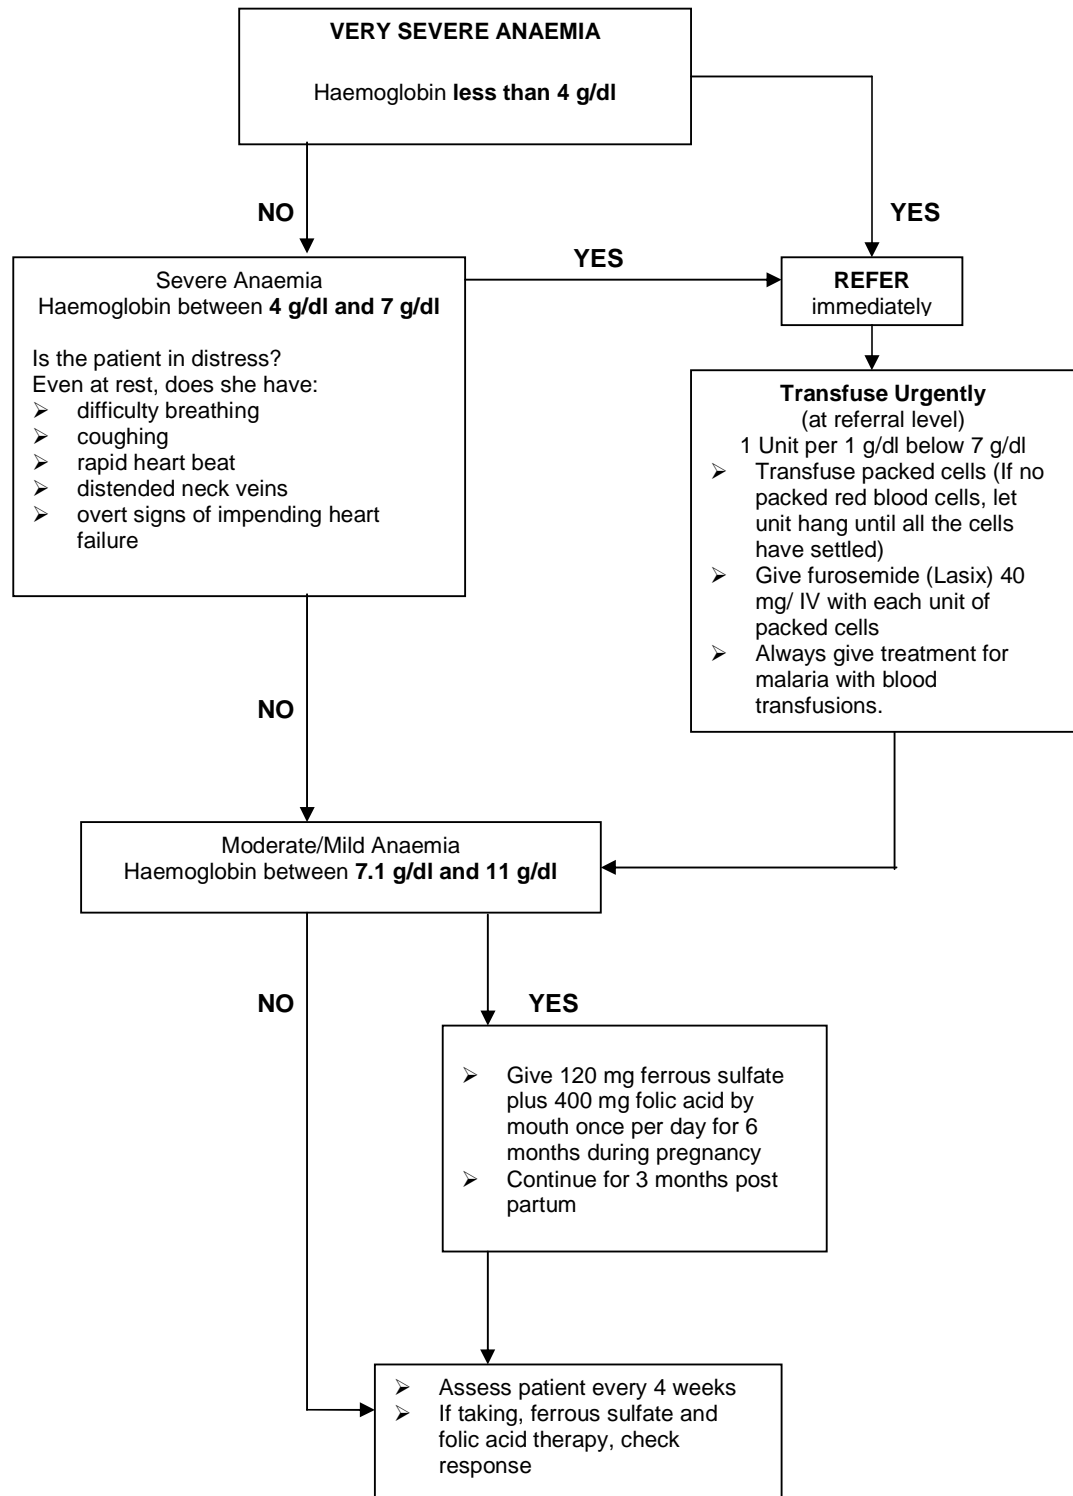 VERY SEVERE ANAEMIA
Haemoglobin less than 4 g/dl
NO
YES
Severe Anaemia
Haemoglobin between 4 g/dl and 7 g/dl
Is the patient in distress?
Even at rest, does she have:
➢ difficulty breathing
➢ coughing
➢ rapid heart beat
➢ distended neck veins
➢ overt signs of impending heart
failure
YES
REFER
immediately
Transfuse Urgently
(at referral level)
1 Unit per 1 g/dl below 7 g/dl
➢ Transfuse packed cells (If no
packed red blood cells, let
unit hang until all the cells
have settled)
➢ Give furosemide (Lasix) 40
mg/ IV with each unit of
packed cells
➢ Always give treatment for
malaria with blood
transfusions.
NO
Moderate/Mild Anaemia
Haemoglobin between 7.1 g/dl and 11 g/dl
NO
YES
➢ Give 120 mg ferrous sulfate
plus 400 mg folic acid by
mouth once per day for 6
months during pregnancy
➢ Continue for 3 months post
partum
➢ Assess patient every 4 weeks
➢ If taking, ferrous sulfate and
folic acid therapy, check
response